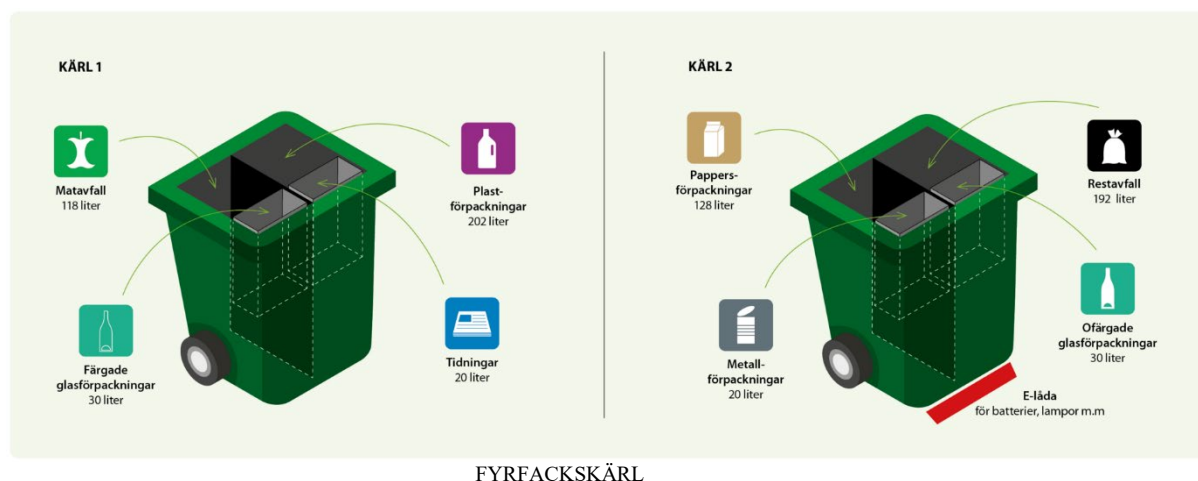 KÄRL 1
Matavfall
118 liter
Plast-
förpackningar
202 liter
Färgade
glasförpackningar
30 liter
Tidningar
20 liter
KÄRL 2
Pappers-
förpackningar
128 liter
Restavfall
192 liter
Metall-
förpackningar
20 liter
Ofärgade
glasförpackningar
30 liter
E-låda
för batterier, lampor m.m
FYRFACKSKÄRL